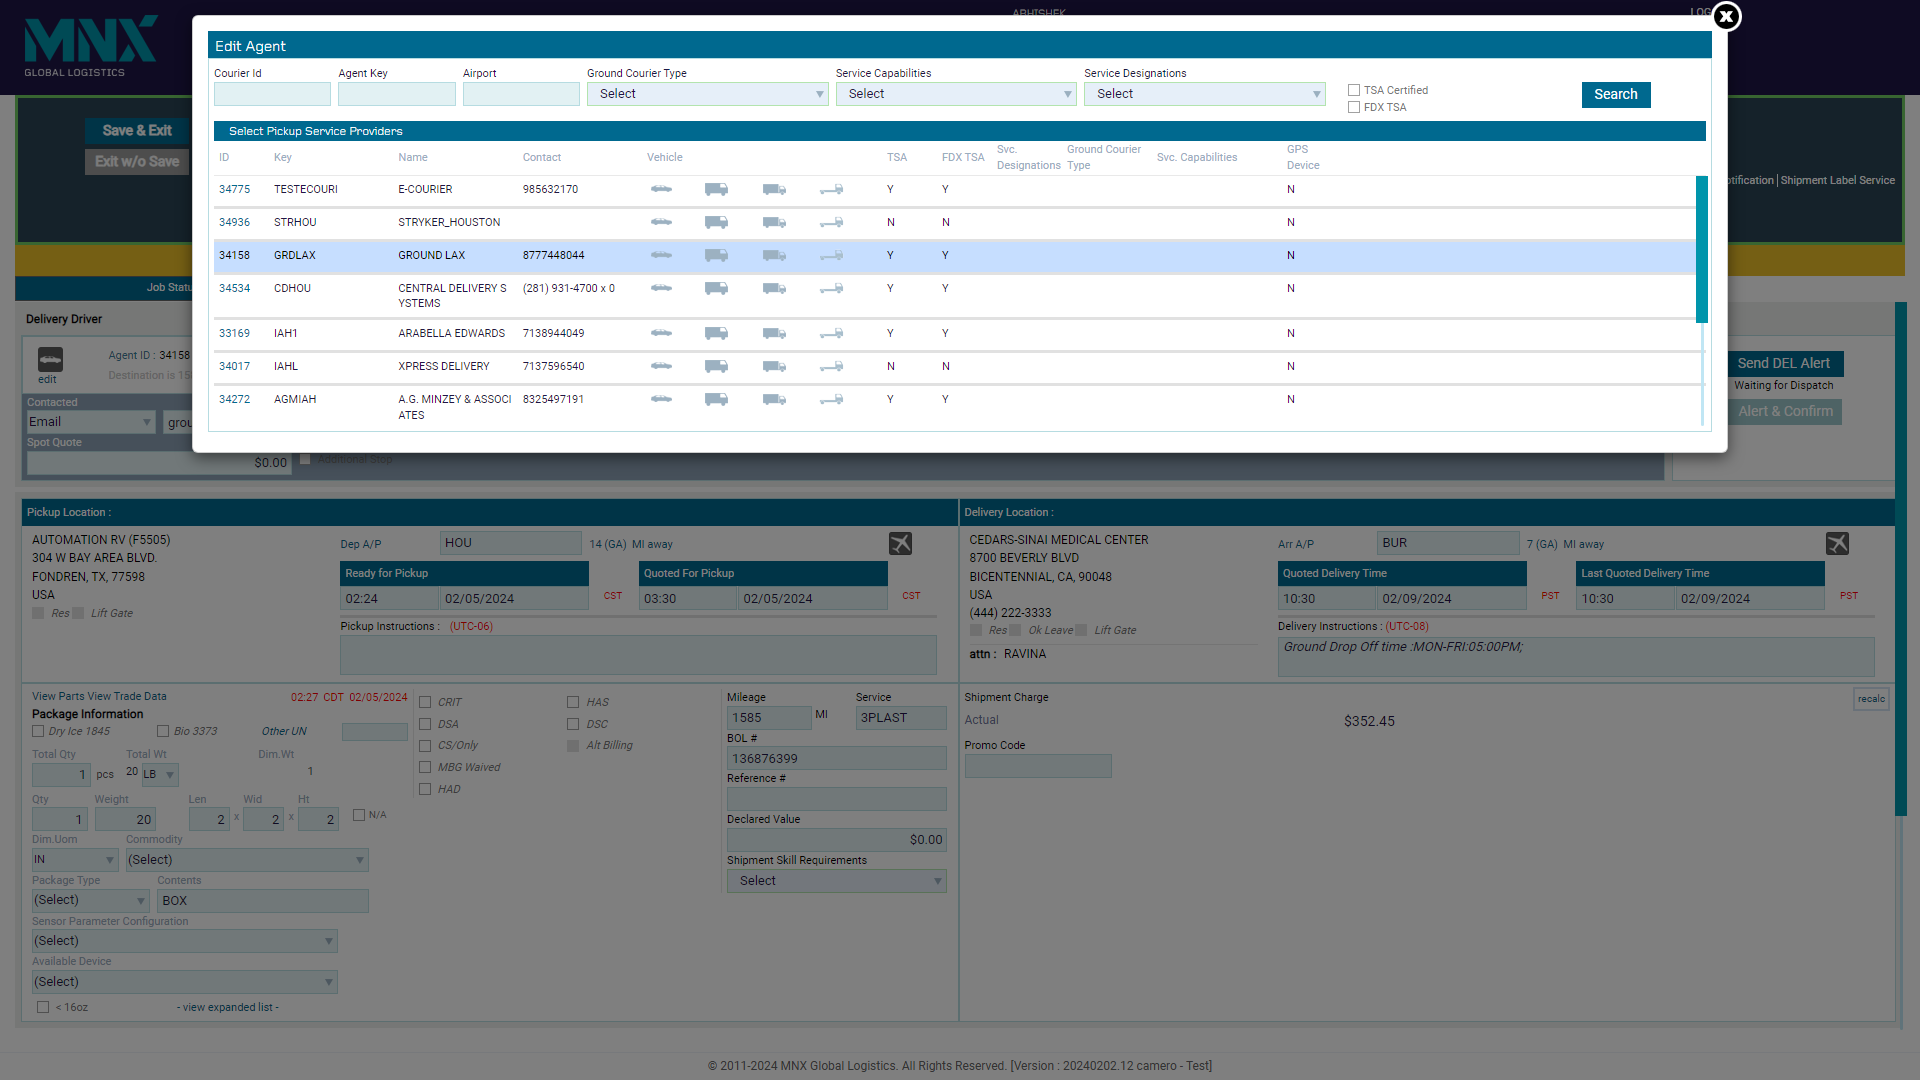 MNX
GLOBAL LOGISTICS
ABHISHEK
LOG
X
Edit Agent
Courier Id Agent Key Airport Ground Courier Type Service Capabilities Service Designations
Select Select Select
TSA Certified
FDX TSA
Search
Select Pickup Service Providers
ID Key Name Contact Vehicle TSA FDX TSA Svc. Designations Ground Courier Type Svc. Capabilities GPS Device
34775 TESTECOURI E-COURIER 985632170 Y Y N
34936 STRHOU STRYKER_HOUSTON N N N
34158 GRDLAX GROUND LAX 8777448044 Y Y N
34534 CDHOU CENTRAL DELIVERY S (281) 931-4700 x 0 Y Y N
YSTEMS
33169 IAH1 ARABELLA EDWARDS 7138944049 Y Y N
34017 IAHL XPRESS DELIVERY 7137596540 N N N
34272 AGMIAH A.G. MINZEY & ASSOCI 8325497191 Y Y N
ATES
Save & Exit
Exit w/o Save
otification | Shipment Label Service
Job Statu
Delivery Driver
edit
Agent ID : 34158
Destination is 15
Contacted
Email grou
Spot Quote
$0.00 Additional Stop
Send DEL Alert
Waiting for Dispatch
Alert & Confirm
Pickup Location :
AUTOMATION RV (F5505)
304 W BAY AREA BLVD.
FONDREN, TX, 77598
USA
Res Lift Gate
Dep A/P HOU 14 (GA) MI away
Ready for Pickup Quoted For Pickup
02:24 02/05/2024 CST 03:30 02/05/2024 CST
Pickup Instructions : (UTC-06)
Delivery Location :
CEDARS-SINAI MEDICAL CENTER
8700 BEVERLY BLVD
BICENTENNIAL, CA, 90048
USA
(444) 222-3333
Res Ok Leave Lift Gate
attn : RAVINA
Arr A/P BUR 7 (GA) MI away
Quoted Delivery Time Last Quoted Delivery Time
10:30 02/09/2024 PST 10:30 02/09/2024 PST
Delivery Instructions : (UTC-08)
Ground Drop Off time :MON-FRI:05:00PM;
View Parts View Trade Data 02:27 CDT 02/05/2024
Package Information
Dry Ice 1845 Bio 3373 Other UN
Total Qty Total Wt Dim.Wt
1 pcs 20 LB 1
Qty Weight Len Wid Ht
1 20 2 x 2 x 2 N/A
Dim.Uom Commodity
IN (Select)
Package Type Contents
(Select) BOX
Sensor Parameter Configuration
(Select)
Available Device
(Select)
< 16oz - view expanded list -
CRIT HAS
DSA DSC
CS/Only Alt Billing
MBG Waived
HAD
Mileage Service
1585 MI 3PLAST
BOL #
136876399
Reference #
Declared Value
$0.00
Shipment Skill Requirements
Select
Shipment Charge recalc
Actual $352.45
Promo Code
© 2011-2024 MNX Global Logistics. All Rights Reserved. [Version : 20240202.12 camero - Test]